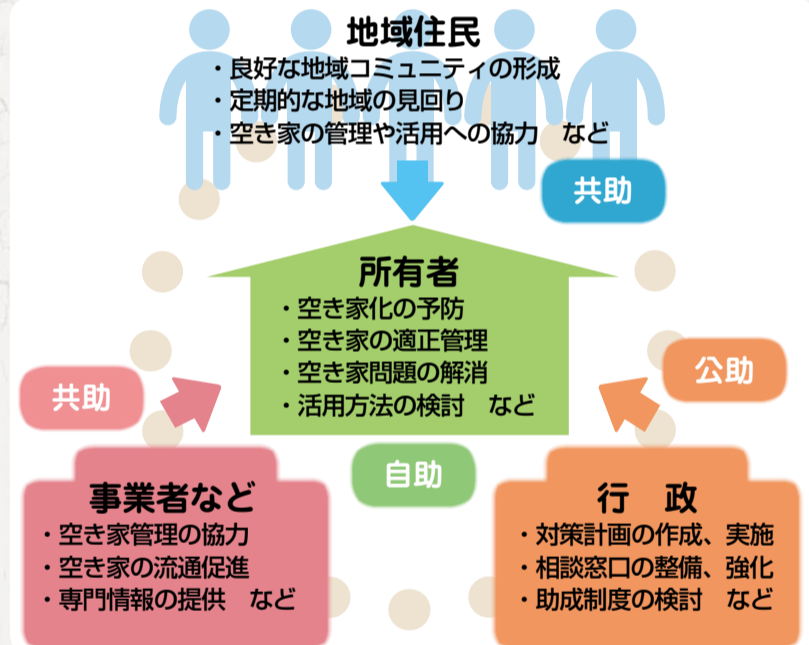 地域住民
・良好な地域コミュニティの形成
・定期的な地域の見回り
・空き家の管理や活用への協力　など
共助
所有者
・空き家化の予防
・空き家の適正管理
・空き家問題の解消
・活用方法の検討　など
自助
共助
事業者など
・空き家管理の協力
・空き家の流通促進
・専門情報の提供　など
公助
行　政
・対策計画の作成、実施
・相談窓口の整備、強化
・助成制度の検討　など